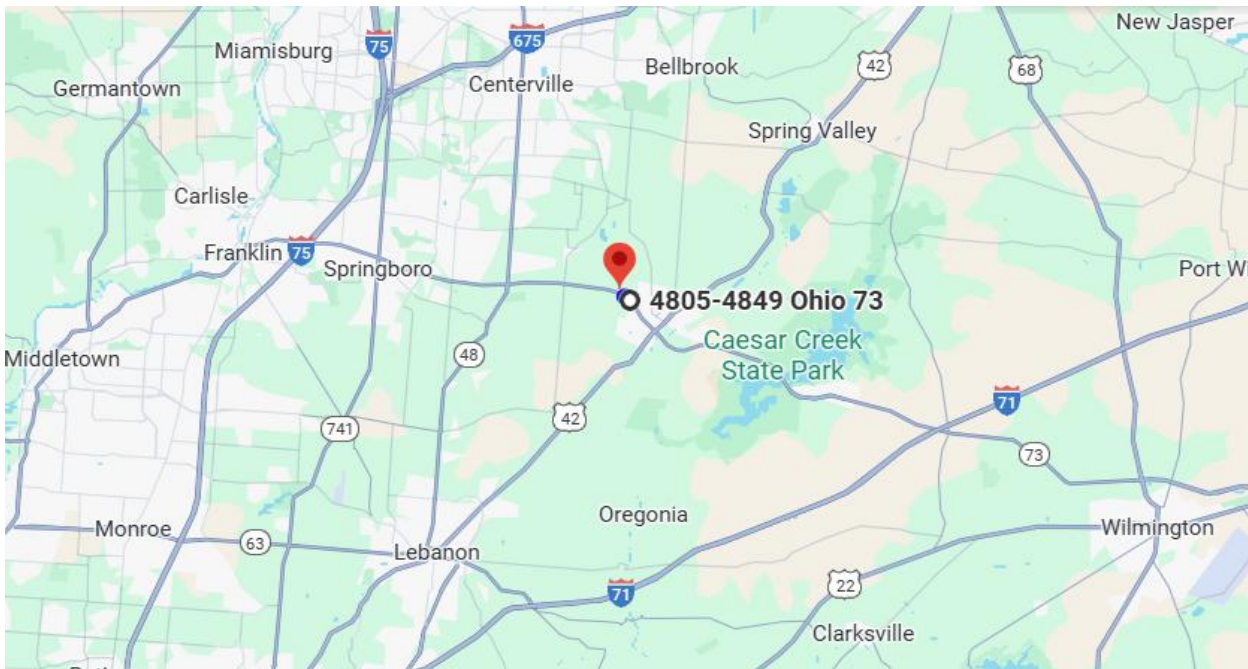 New Jasper
Miamisburg
75
675
Centerville
Bellbrook
42
68
Germantown
Spring Valley
Carlisle
Franklin
75
Springboro
Port Wi
4805-4849 Ohio 73
Caesar Creek
State Park
Middletown
48
42
71
741
73
Oregonia
Monroe
63
Lebanon
Wilmington
22
71
Clarksville